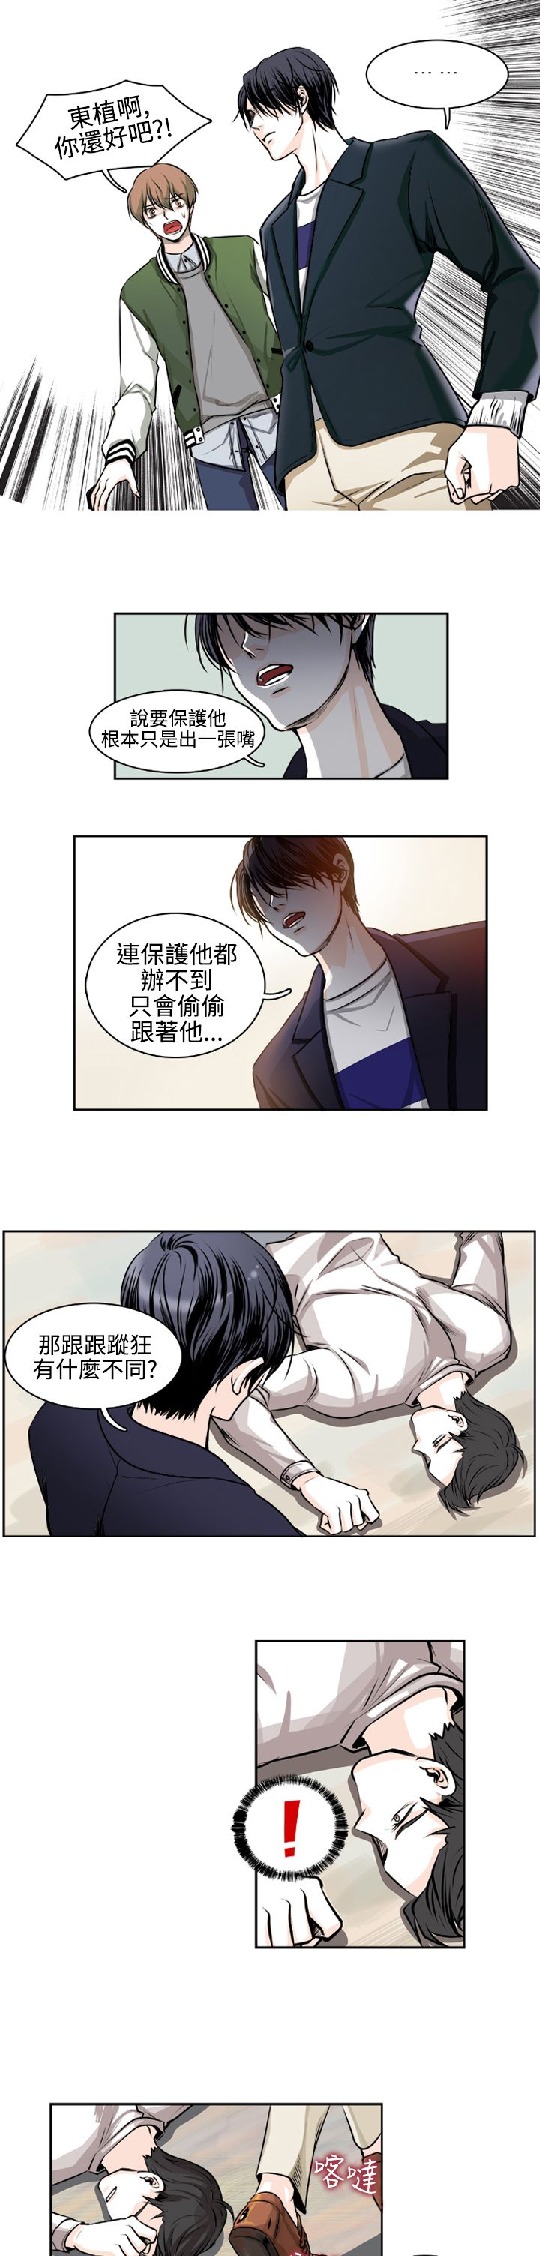 東植啊,
你還好吧?!
... ...
說要保護他
根本只是出一張嘴
連保護他都
辦不到
只會偷偷
跟著他...
那跟跟蹤狂
有什麼不同?
!
喀噠